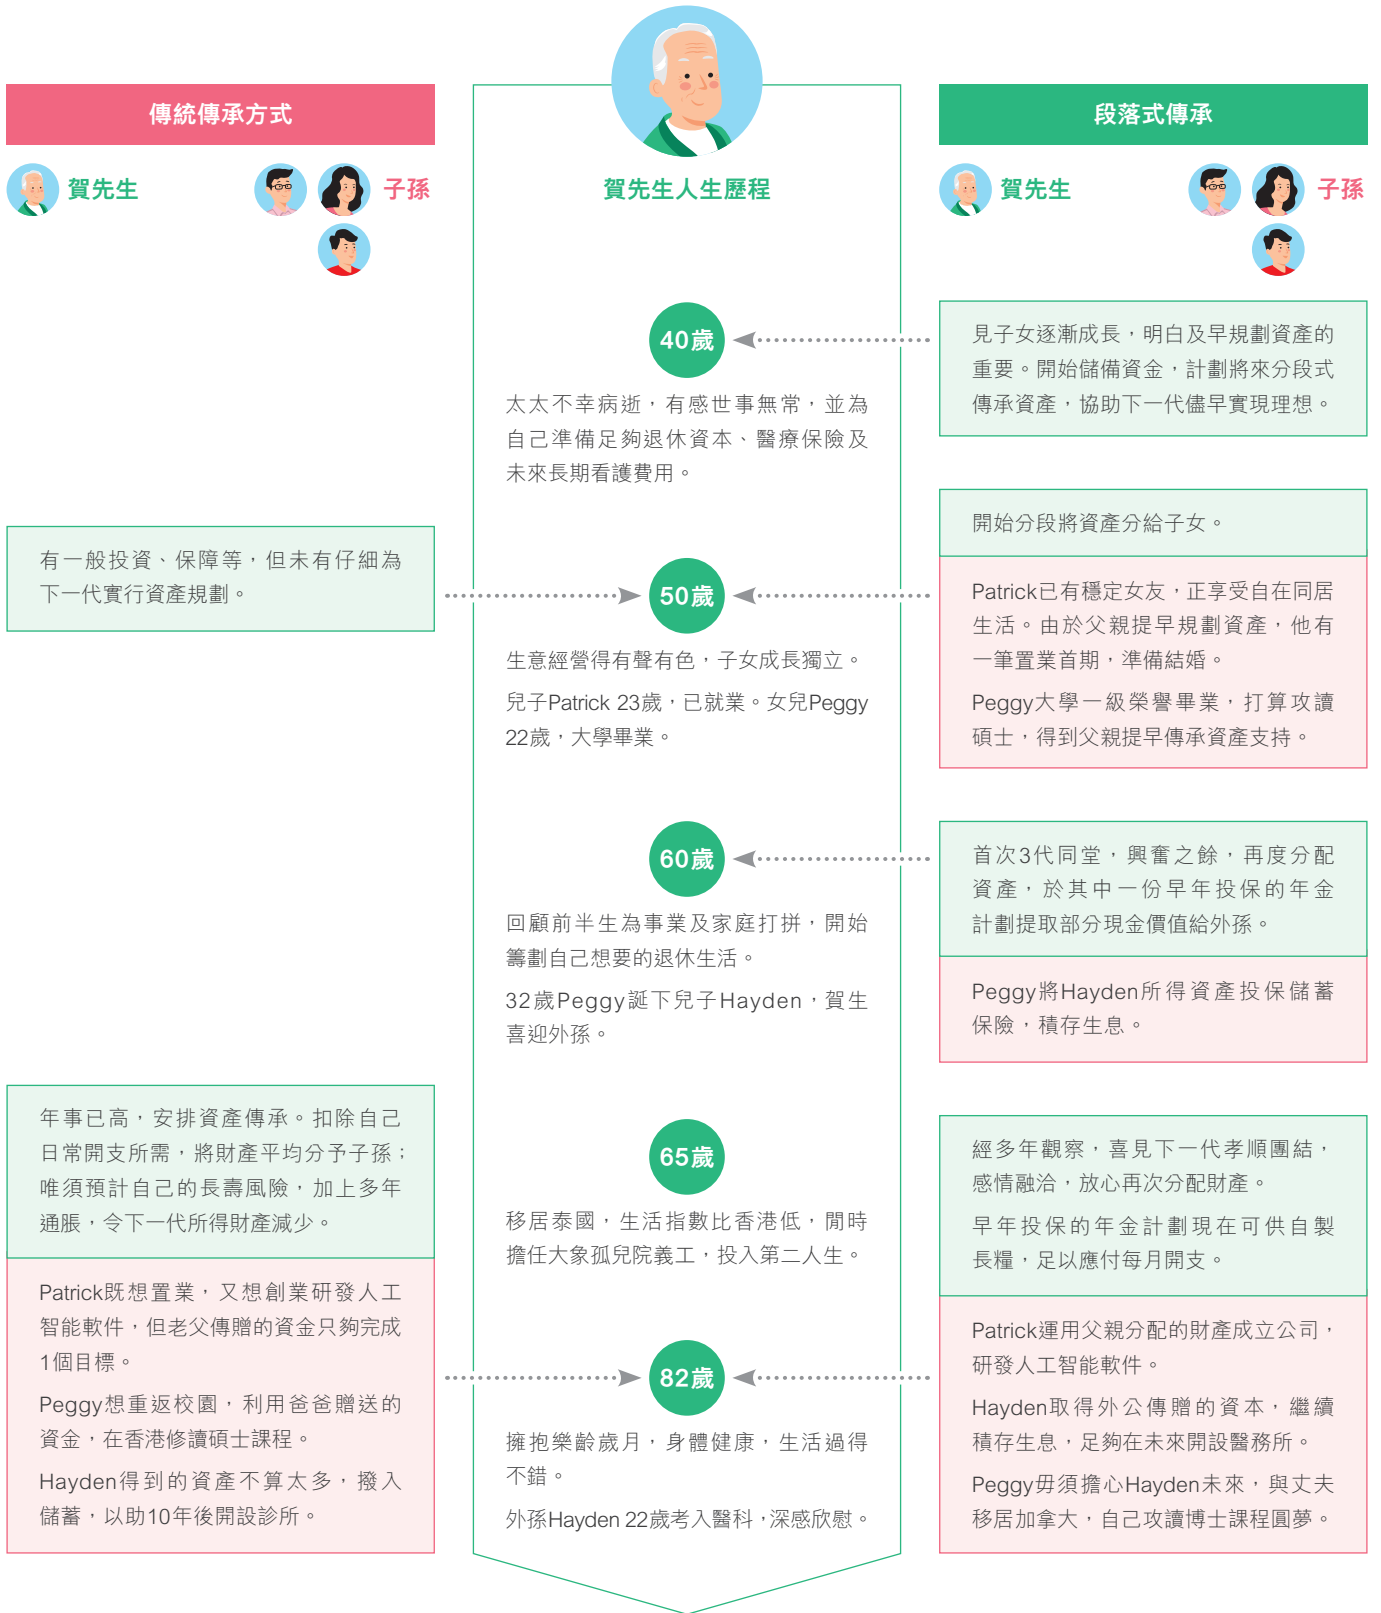 傳統傳承方式
賀先生
子孫
有一般投資、保障等，但未有仔細為
下一代實行資產規劃。
年事已高，安排資產傳承。扣除自己
日常開支所需，將財產平均分予子孫；
唯須預計自己的長壽風險，加上多年
通脹，令下一代所得財產減少。
Patrick既想置業，又想創業研發人工
智能軟件，但老父傳贈的資金只夠完成
1個目標。
Peggy想重返校園，利用爸爸贈送的
資金，在香港修讀碩士課程。
Hayden得到的資產不算太多，撥入
儲蓄，以助10年後開設診所。
賀先生人生歷程
40歲
太太不幸病逝，有感世事無常，並為
自己準備足夠退休資本、醫療保險及
未來長期看護費用。
50歲
生意經營得有聲有色，子女成長獨立。
兒子Patrick 23歲，已就業。女兒Peggy
22歲，大學畢業。
60歲
回顧前半生為事業及家庭打拼，開始
籌劃自己想要的退休生活。
32歲Peggy誕下兒子Hayden，賀生
喜迎外孫。
65歲
移居泰國，生活指數比香港低，閒時
擔任大象孤兒院義工，投入第二人生。
82歲
擁抱樂齡歲月，身體健康，生活過得
不錯。
外孫Hayden 22歲考入醫科，深感欣慰。
段落式傳承
賀先生
子孫
見子女逐漸成長，明白及早規劃資產的
重要。開始儲備資金，計劃將來分段式
傳承資產，協助下一代儘早實現理想。
開始分段將資產分給子女。
Patrick已有穩定女友，正享受自在同居
生活。由於父親提早規劃資產，他有
一筆置業首期，準備結婚。
Peggy大學一級榮譽畢業，打算攻讀
碩士，得到父親提早傳承資產支持。
首次3代同堂，興奮之餘，再度分配
資產，於其中一份早年投保的年金
計劃提取部分現金價值給外孫。
Peggy將Hayden所得資產投保儲蓄
保險，積存生息。
經多年觀察，喜見下一代孝順團結，
感情融洽，放心再次分配財產。
早年投保的年金計劃現在可供自製
長糧，足以應付每月開支。
Patrick運用父親分配的財產成立公司，
研發人工智能軟件。
Hayden取得外公傳贈的資本，繼續
積存生息，足夠在未來開設醫務所。
Peggy毋須擔心Hayden未來，與丈夫
移居加拿大，自己攻讀博士課程圓夢。